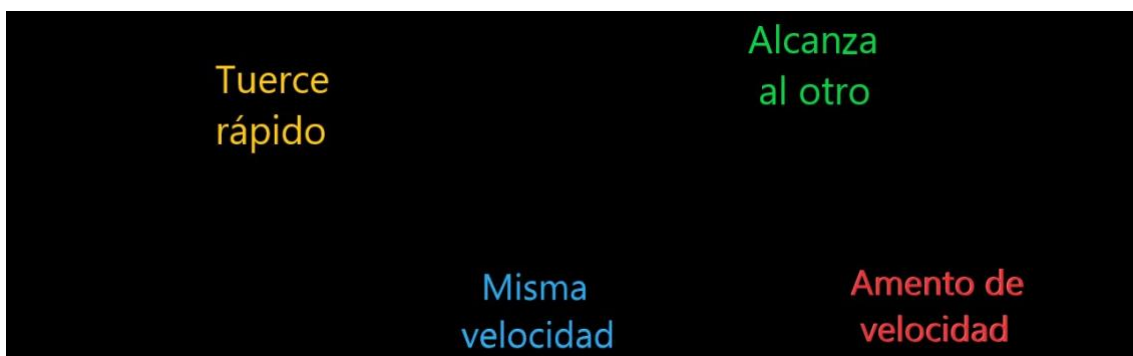 Tuerce
rápido
Alcanza
al otro
Misma
velocidad
Amento de
velocidad